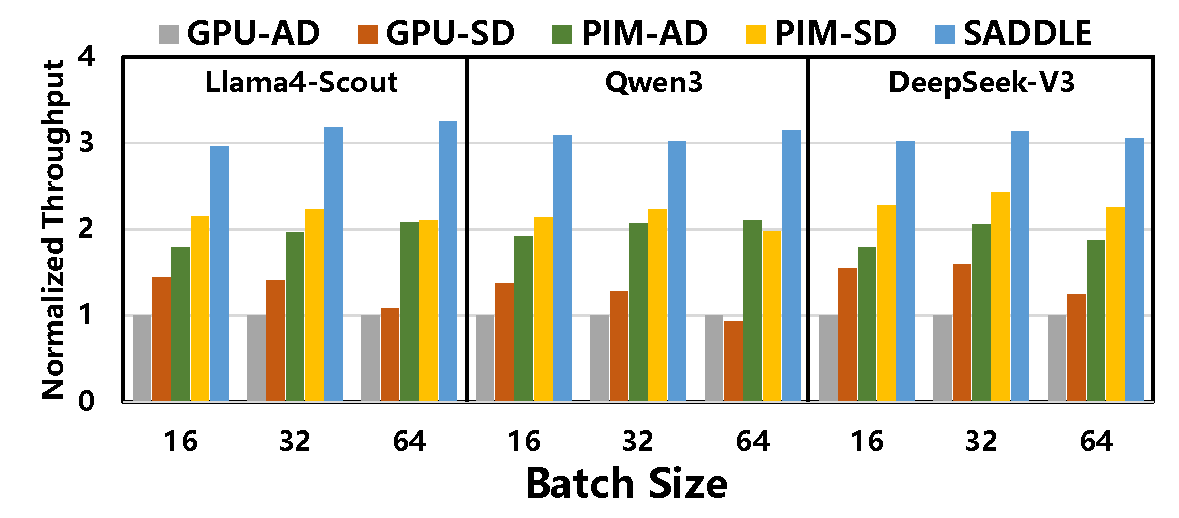 GPU-AD GPU-SD PIM-AD PIM-SD SADDLE
Normalized Throughput
4
3
2
1
0
Llama4-Scout Qwen3 DeepSeek-V3
16 32 64 16 32 64 16 32 64
Batch Size